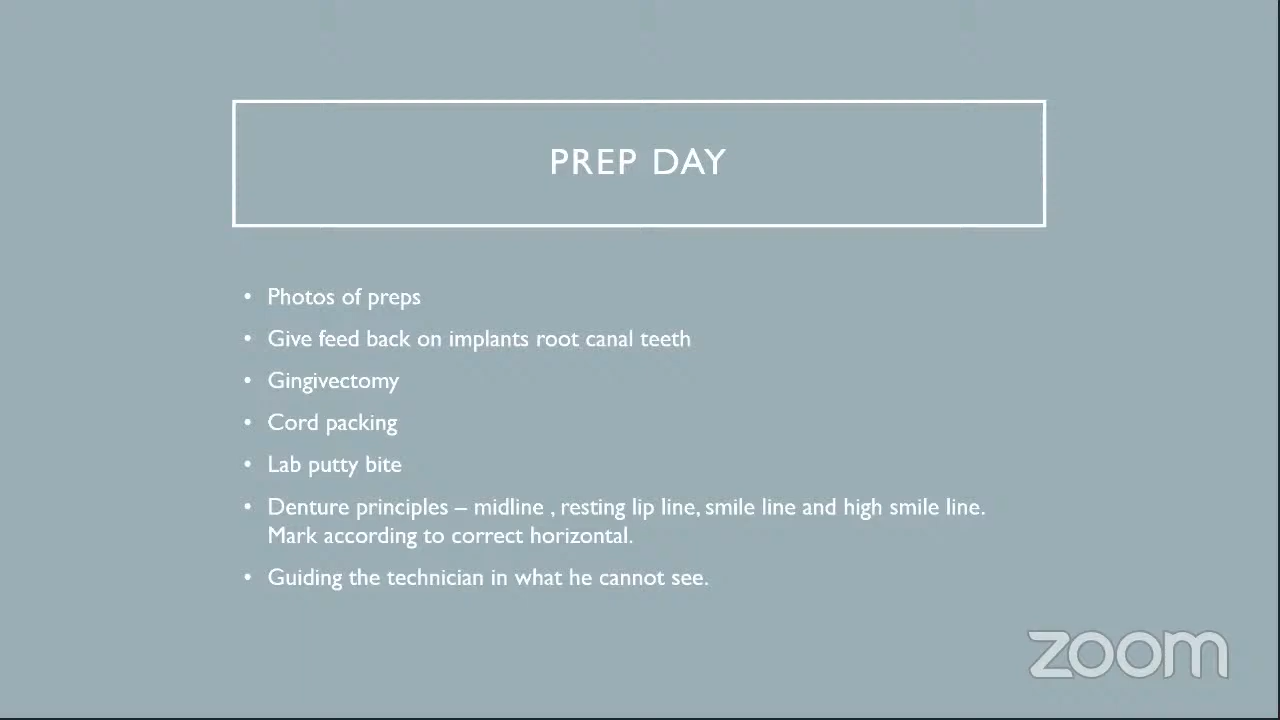 PREP DAY
• Photos of preps
• Give feed back on implants root canal teeth
• Gingivectomy
• Cord packing
• Lab putty bite
• Denture principles – midline , resting lip line, smile line and high smile line.
Mark according to correct horizontal.
• Guiding the technician in what he cannot see.
zoom